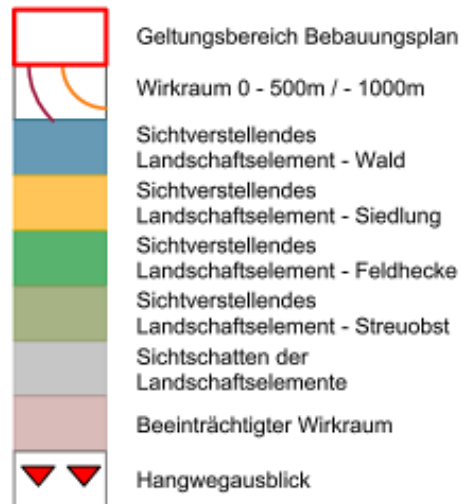 Geltungsbereich Bebauungsplan
Wirkraum 0 - 500m / - 1000m
Sichtverstellendes
Landschaftselement - Wald
Sichtverstellendes
Landschaftselement - Siedlung
Sichtverstellendes
Landschaftselement - Feldhecke
Sichtverstellendes
Landschaftselement - Streuobst
Sichtschatten der
Landschaftselemente
Beeinträchtigter Wirkraum
Hangwegausblick